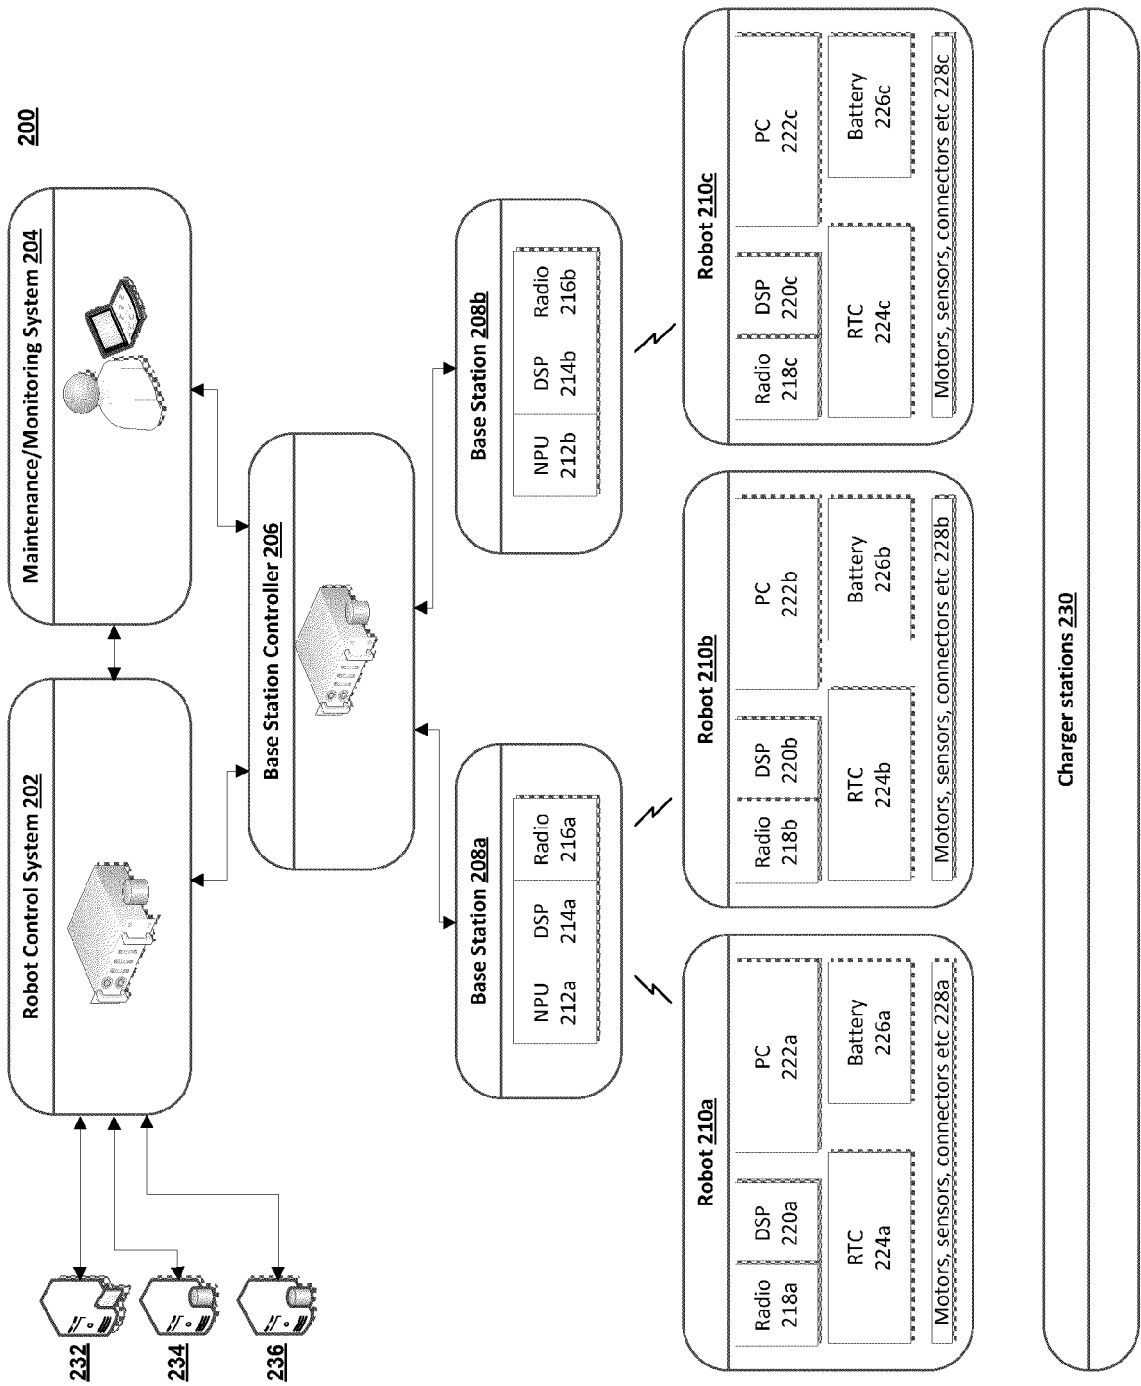 200
Robot Control System 202
Maintenance/Monitoring System 204
232
234
236
Base Station Controller 206
Base Station 208a
NPU
212a
DSP
214a
Radio
216a
Base Station 208b
NPU
212b
DSP
214b
Radio
216b
Robot 210a
Radio
218a
DSP
220a
PC
222a
RTC
224a
Battery
226a
Motors, sensors, connectors etc 228a
Robot 210b
Radio
218b
DSP
220b
PC
222b
RTC
224b
Battery
226b
Motors, sensors, connectors etc 228b
Robot 210c
Radio
218c
DSP
220c
PC
222c
RTC
224c
Battery
226c
Motors, sensors, connectors etc 228c
Charger stations 230